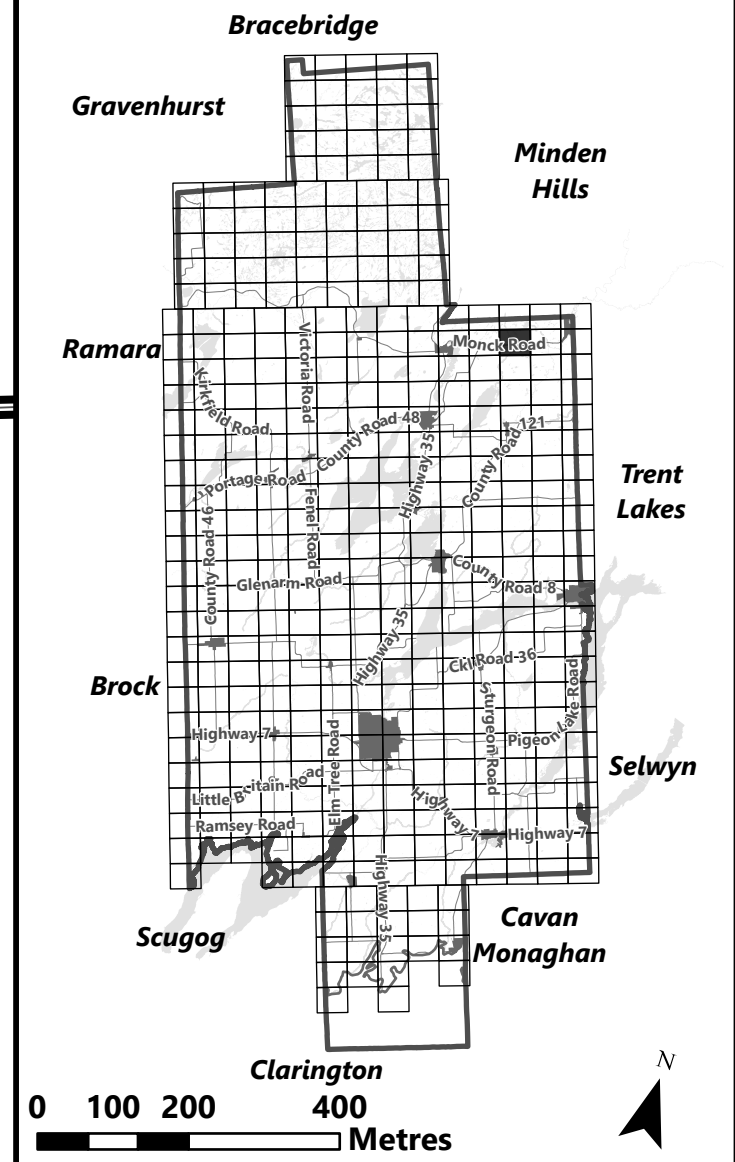 Bracebridge
Gravenhurst
Minden
Hills
Ramara
Monck Road
Victoria Road
Kirkfield Road
County Road 48
County Road 121
Highway 35
Portage Road
Trent
Lakes
Fenel Road
County Road 46
Glenarm Road
County Road 8
Highway 35
Ckl Road 36
Brock
Sturgeon Road
Pigeon Lake Road
Highway 7
Elm Tree Road
Selwyn
Little Britain Road
Highway 7
Ramsey Road
Highway 7
Highway 35
Scugog
Cavan
Monaghan
Clarington
N
0 100 200 400
Metres